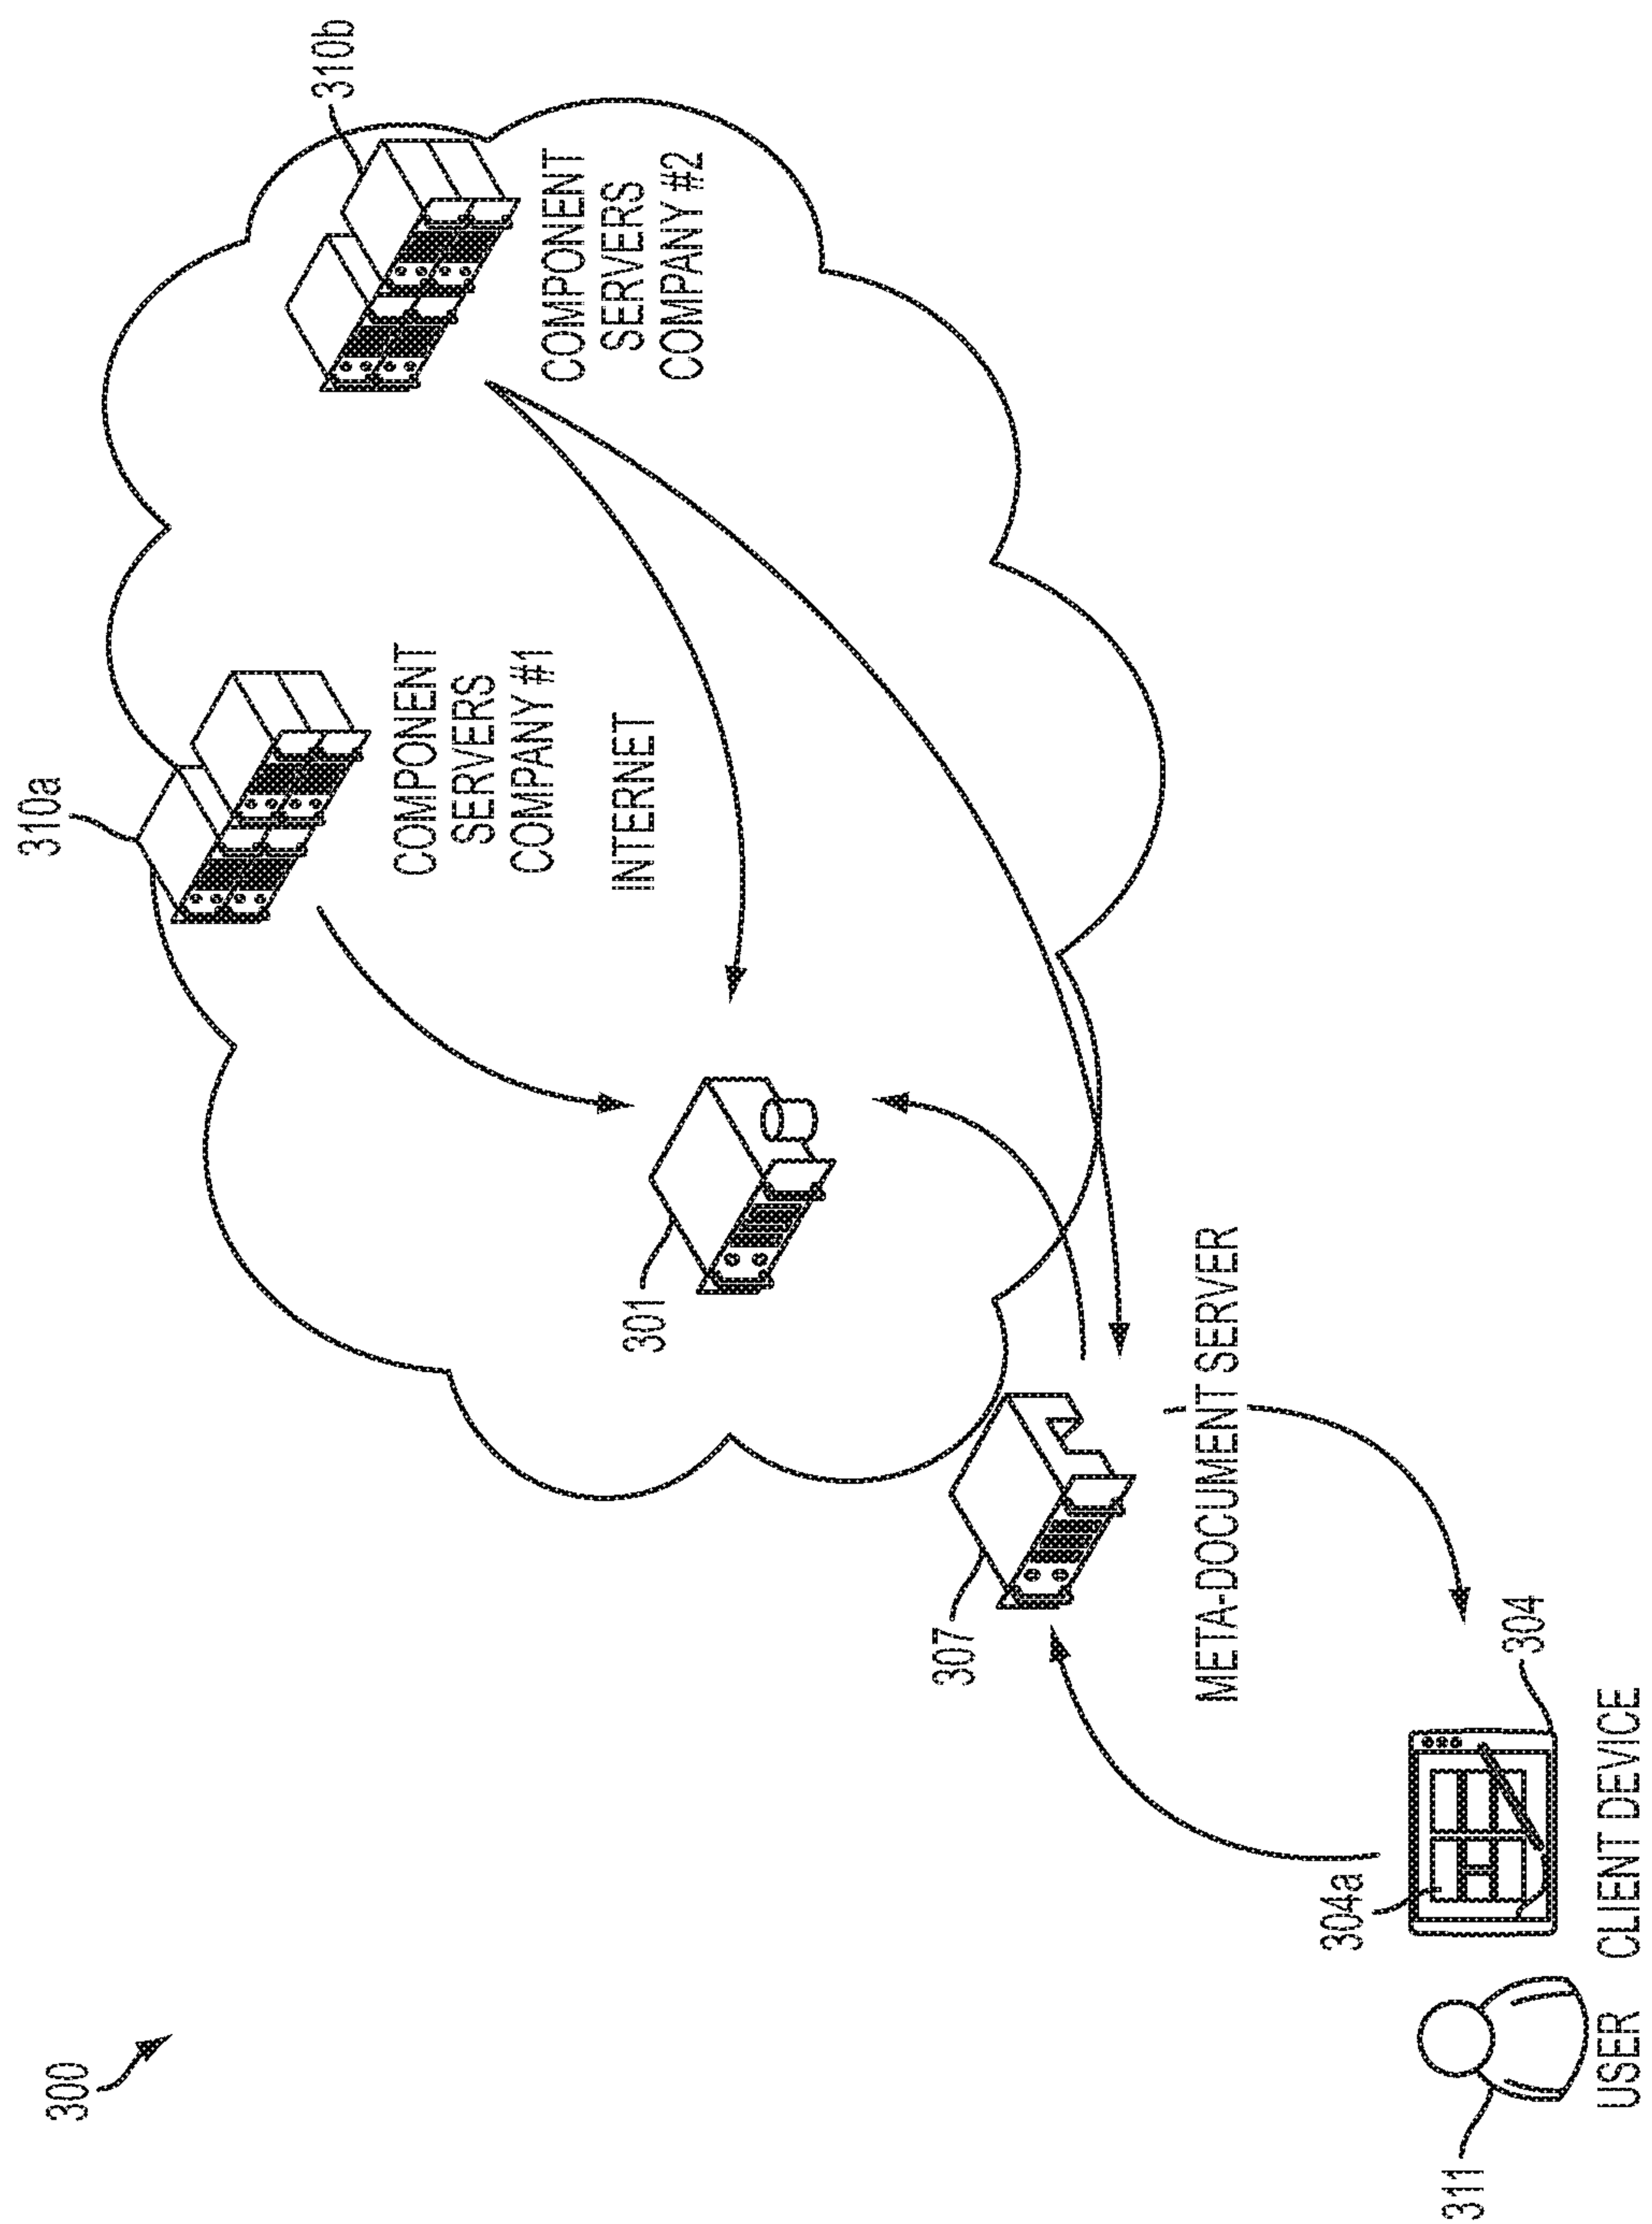 300
310a
310b
COMPONENT
SERVERS
COMPANY #1
COMPONENT
SERVERS
COMPANY #2
INTERNET
301
307
META-DOCUMENT SERVER
304a
304
311
USER
CLIENT DEVICE